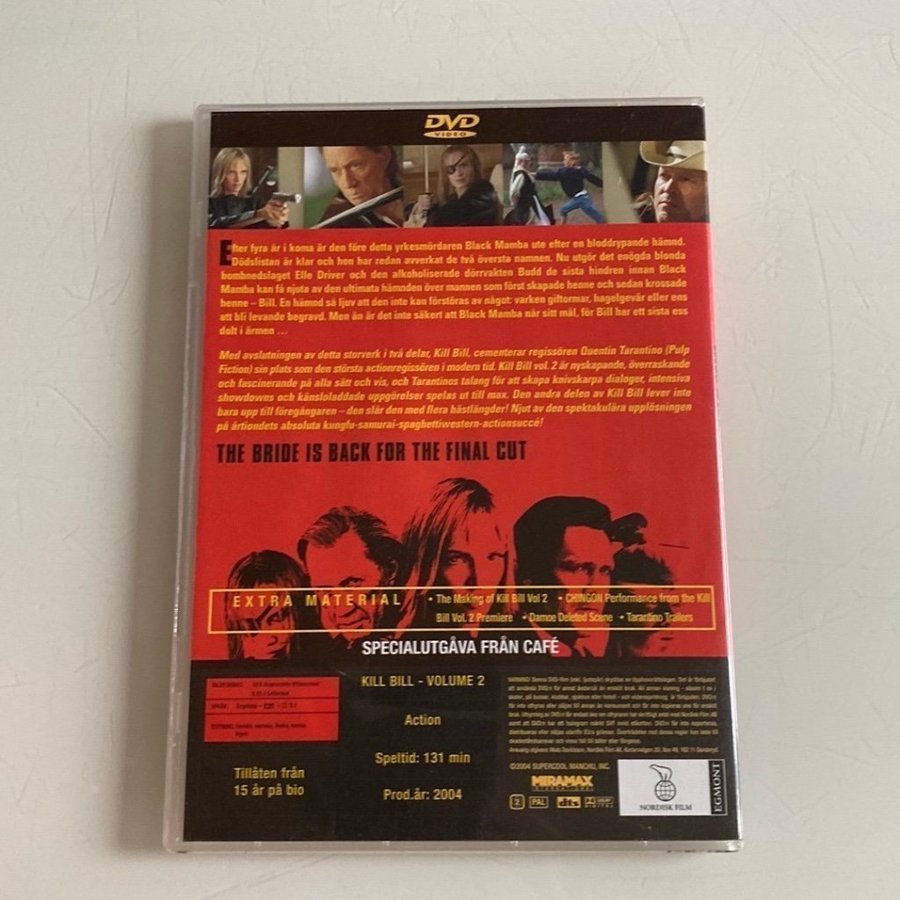 DVD
VIDEO
Efter fyra år i koma är den före detta yrkesmördaren Black Mamba ute efter en bloddrypande hämnd.
Dödslistan är klar och hon har redan avverkat de två översta namnen. Nu utgör det enögda blonda
bombnedslaget Elle Driver och den alkoholiserade dörrvakten Budd de sista hindren innan Black
Mamba kan få njuta av den ultimata hämnden över mannen som först skapade henne och sedan krossade
henne – Bill. En hämnd så ljuv att den inte kan förstöras av något: varken giftormar, hagelgevär eller ens
att bli levande begravd. Men än är det inte säkert att Black Mamba når sitt mål, för Bill har ett sista ess
dolt i ärmen ...
Med avslutningen av detta storverk i två delar, Kill Bill, cementerar regissören Quentin Tarantino (Pulp
Fiction) sin plats som den största actionregissören i modern tid. Kill Bill vol. 2 är nyskapande, överraskande
och fascinerande på alla sätt och vis, och Tarantinos talang för att skapa knivskarpa dialoger, intensiva
showdowns och känsloladdade uppgörelser spelas ut till max. Den andra delen av Kill Bill lever inte
bara upp till föregångaren – den slår den med flera hästlängder! Njut av den spektakulära upplösningen
på årtiondets absoluta kungfu-samurai-spaghettiwestern-actionsuccé!
THE BRIDE IS BACK FOR THE FINAL CUT
EXTRA MATERIAL • The Making of Kill Bill Vol 2 • CHINGON Performance from the Kill
Bill Vol. 2 Premiere • Damoe Deleted Scene • Tarantino Trailers
SPECIALUTGÅVA FRÅN CAFÉ
KILL BILL - VOLUME 2
Action
Speltid: 131 min
Prod.år: 2004
Tillåten från
15 år på bio
©2004 SUPERCOOL MANCHU, INC.
MIRAMAX
INTERNATIONAL
2 PAL dts
NORDISK FILM
EGMONT